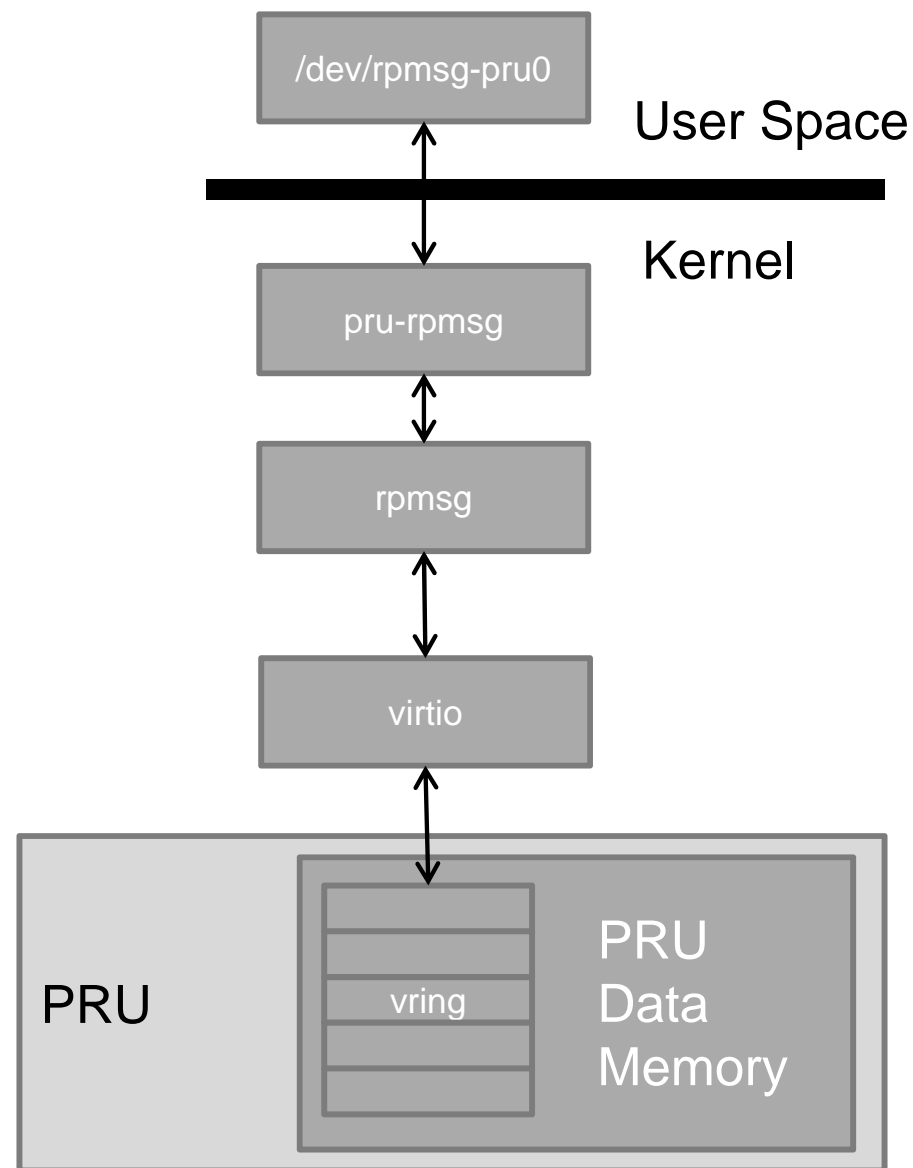 /dev/rpmsg-pru0
User Space
Kernel
pru-rpmsg
rpmsg
virtio
PRU
vring
PRU
Data
Memory